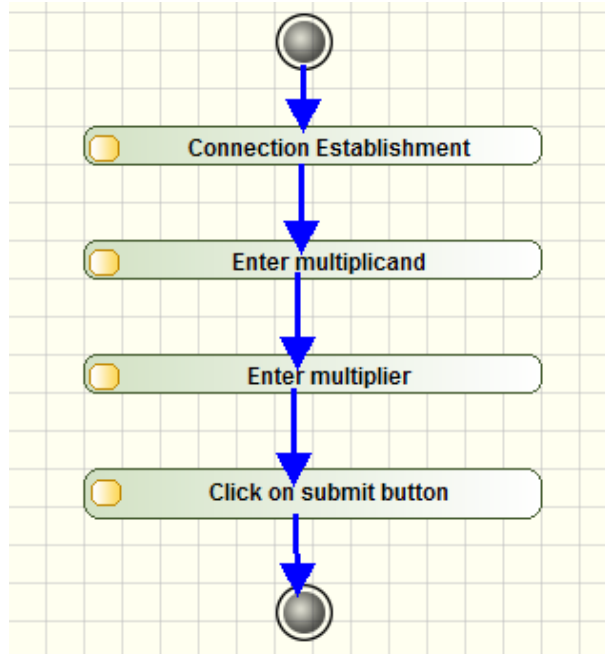 Connection Establishment
Enter multiplicand
Enter multiplier
Click on submit button